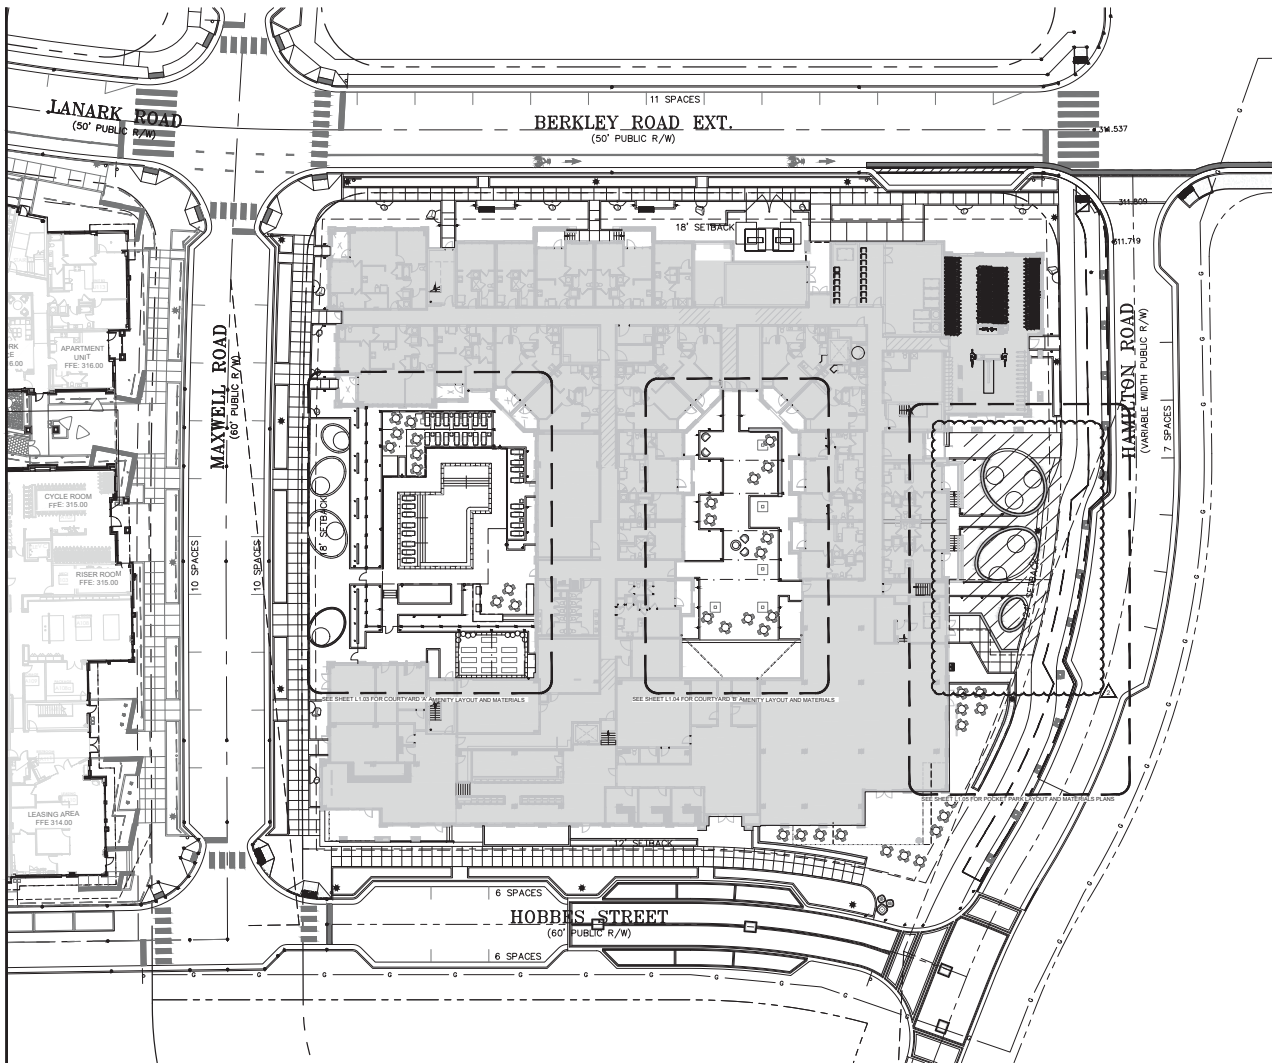 11 SPACES
LANARK ROAD
(50' PUBLIC R/W)
BERKLEY ROAD EXT.
(50' PUBLIC R/W)
311.809
311.719
18' SETBACK
HAMILTON ROAD
(VARIABLE WIDTH PUBLIC R/W)
7 SPACES
MAXWELL ROAD
(60' PUBLIC R/W)
10 SPACES
10 SPACES
APARTMENT
UNIT
FFE: 316.00
CYCLE ROOM
FFE: 315.00
RISER ROOM
FFE: 315.00
LEASING AREA
FFE 314.00
SEE SHEET L1.03 FOR COURTYARD 'A' AMENITY LAYOUT AND MATERIALS
SEE SHEET L1.04 FOR COURTYARD 'B' AMENITY LAYOUT AND MATERIALS
SEE SHEET L1.05 FOR POCKET PARK LAYOUT AND MATERIALS PLANS
12' SETBACK
6 SPACES
HOBBES STREET
(60' PUBLIC R/W)
6 SPACES